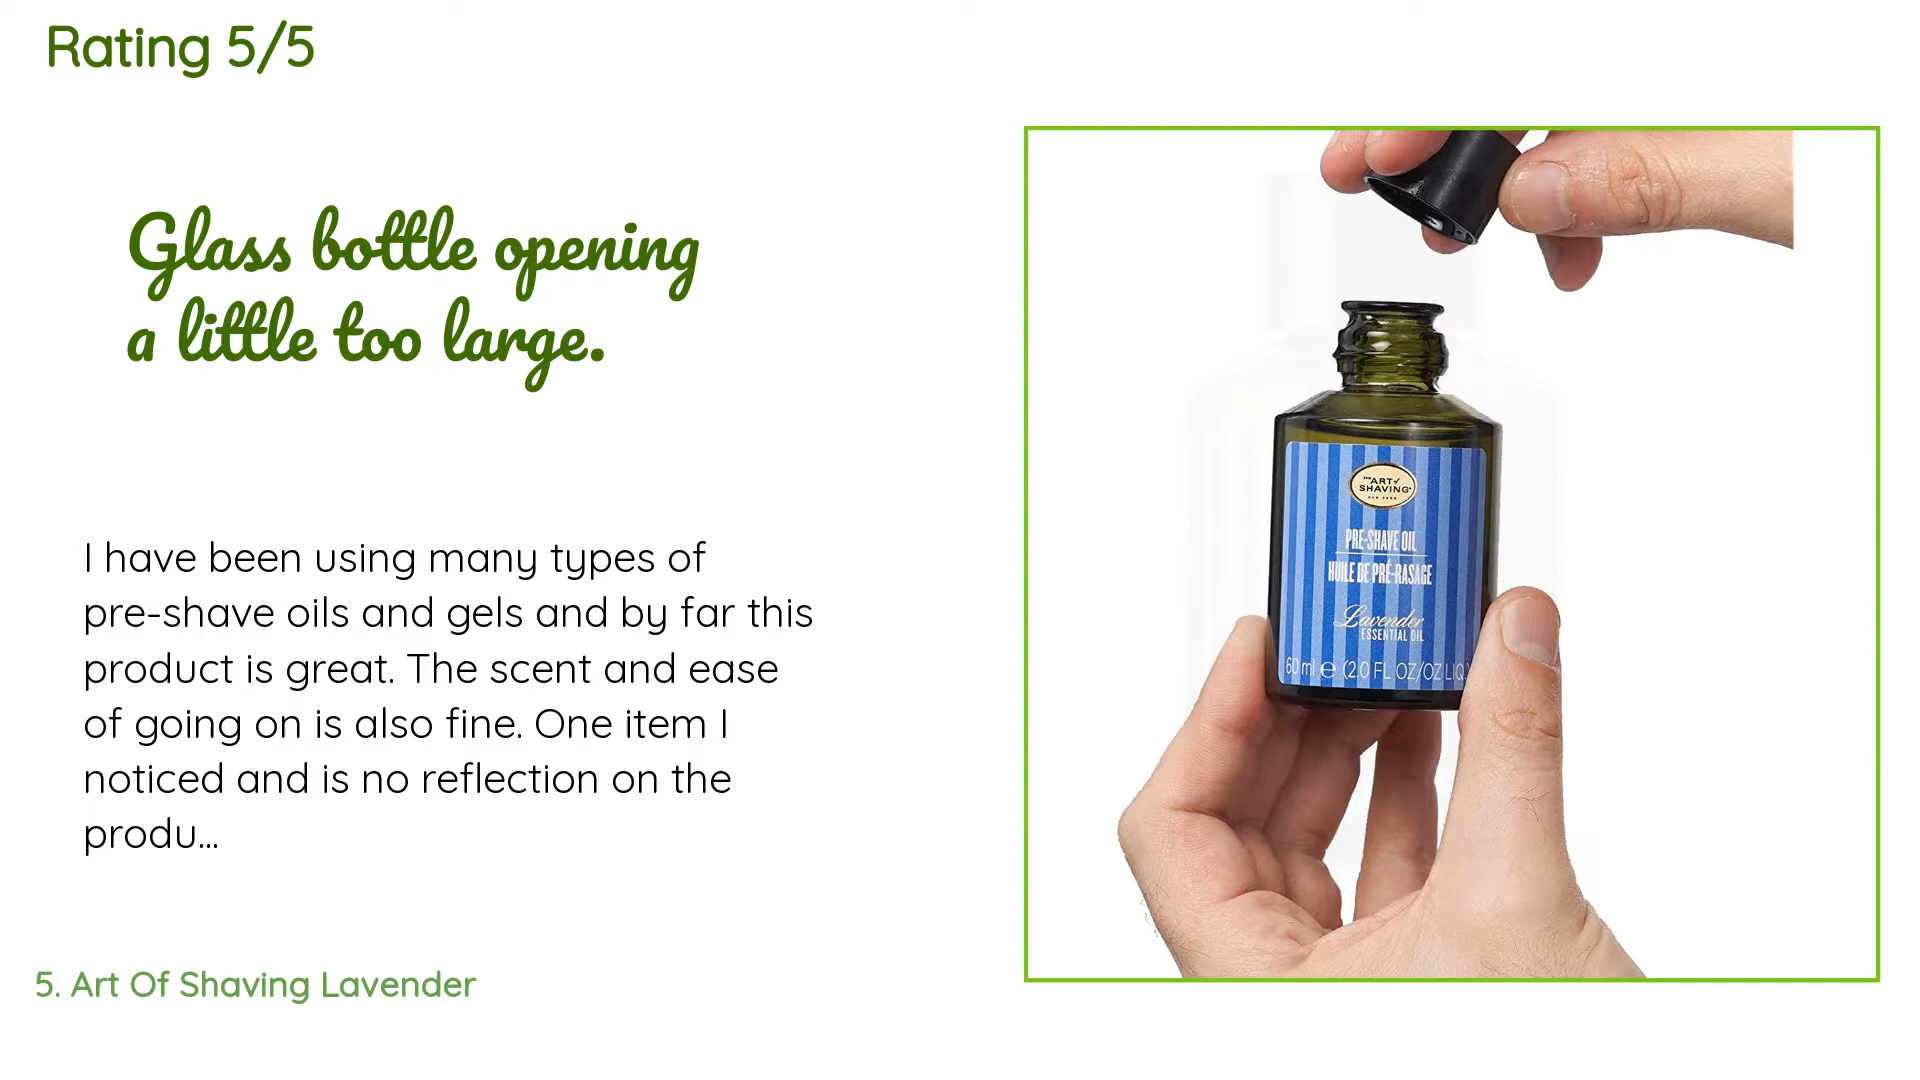 Rating 5/5
Glass bottle opening
a little too large.
I have been using many types of
pre-shave oils and gels and by far this
product is great. The scent and ease
of going on is also fine. One item I
noticed and is no reflection on the
produ...
5. Art Of Shaving Lavender
THE ART of
SHAVING
NEW YORK
PRE-SHAVE OIL
HUILE DE PRÉ-RASAGE
Lavender
ESSENTIAL OIL
60 ml e (2.0 FL OZ/OZ LIQ.)